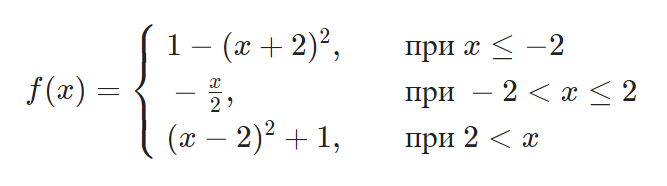 1 − (x + 2)², при x ≤ −2
f(x) = { − x/2, при − 2 < x ≤ 2
(x − 2)² + 1, при 2 < x